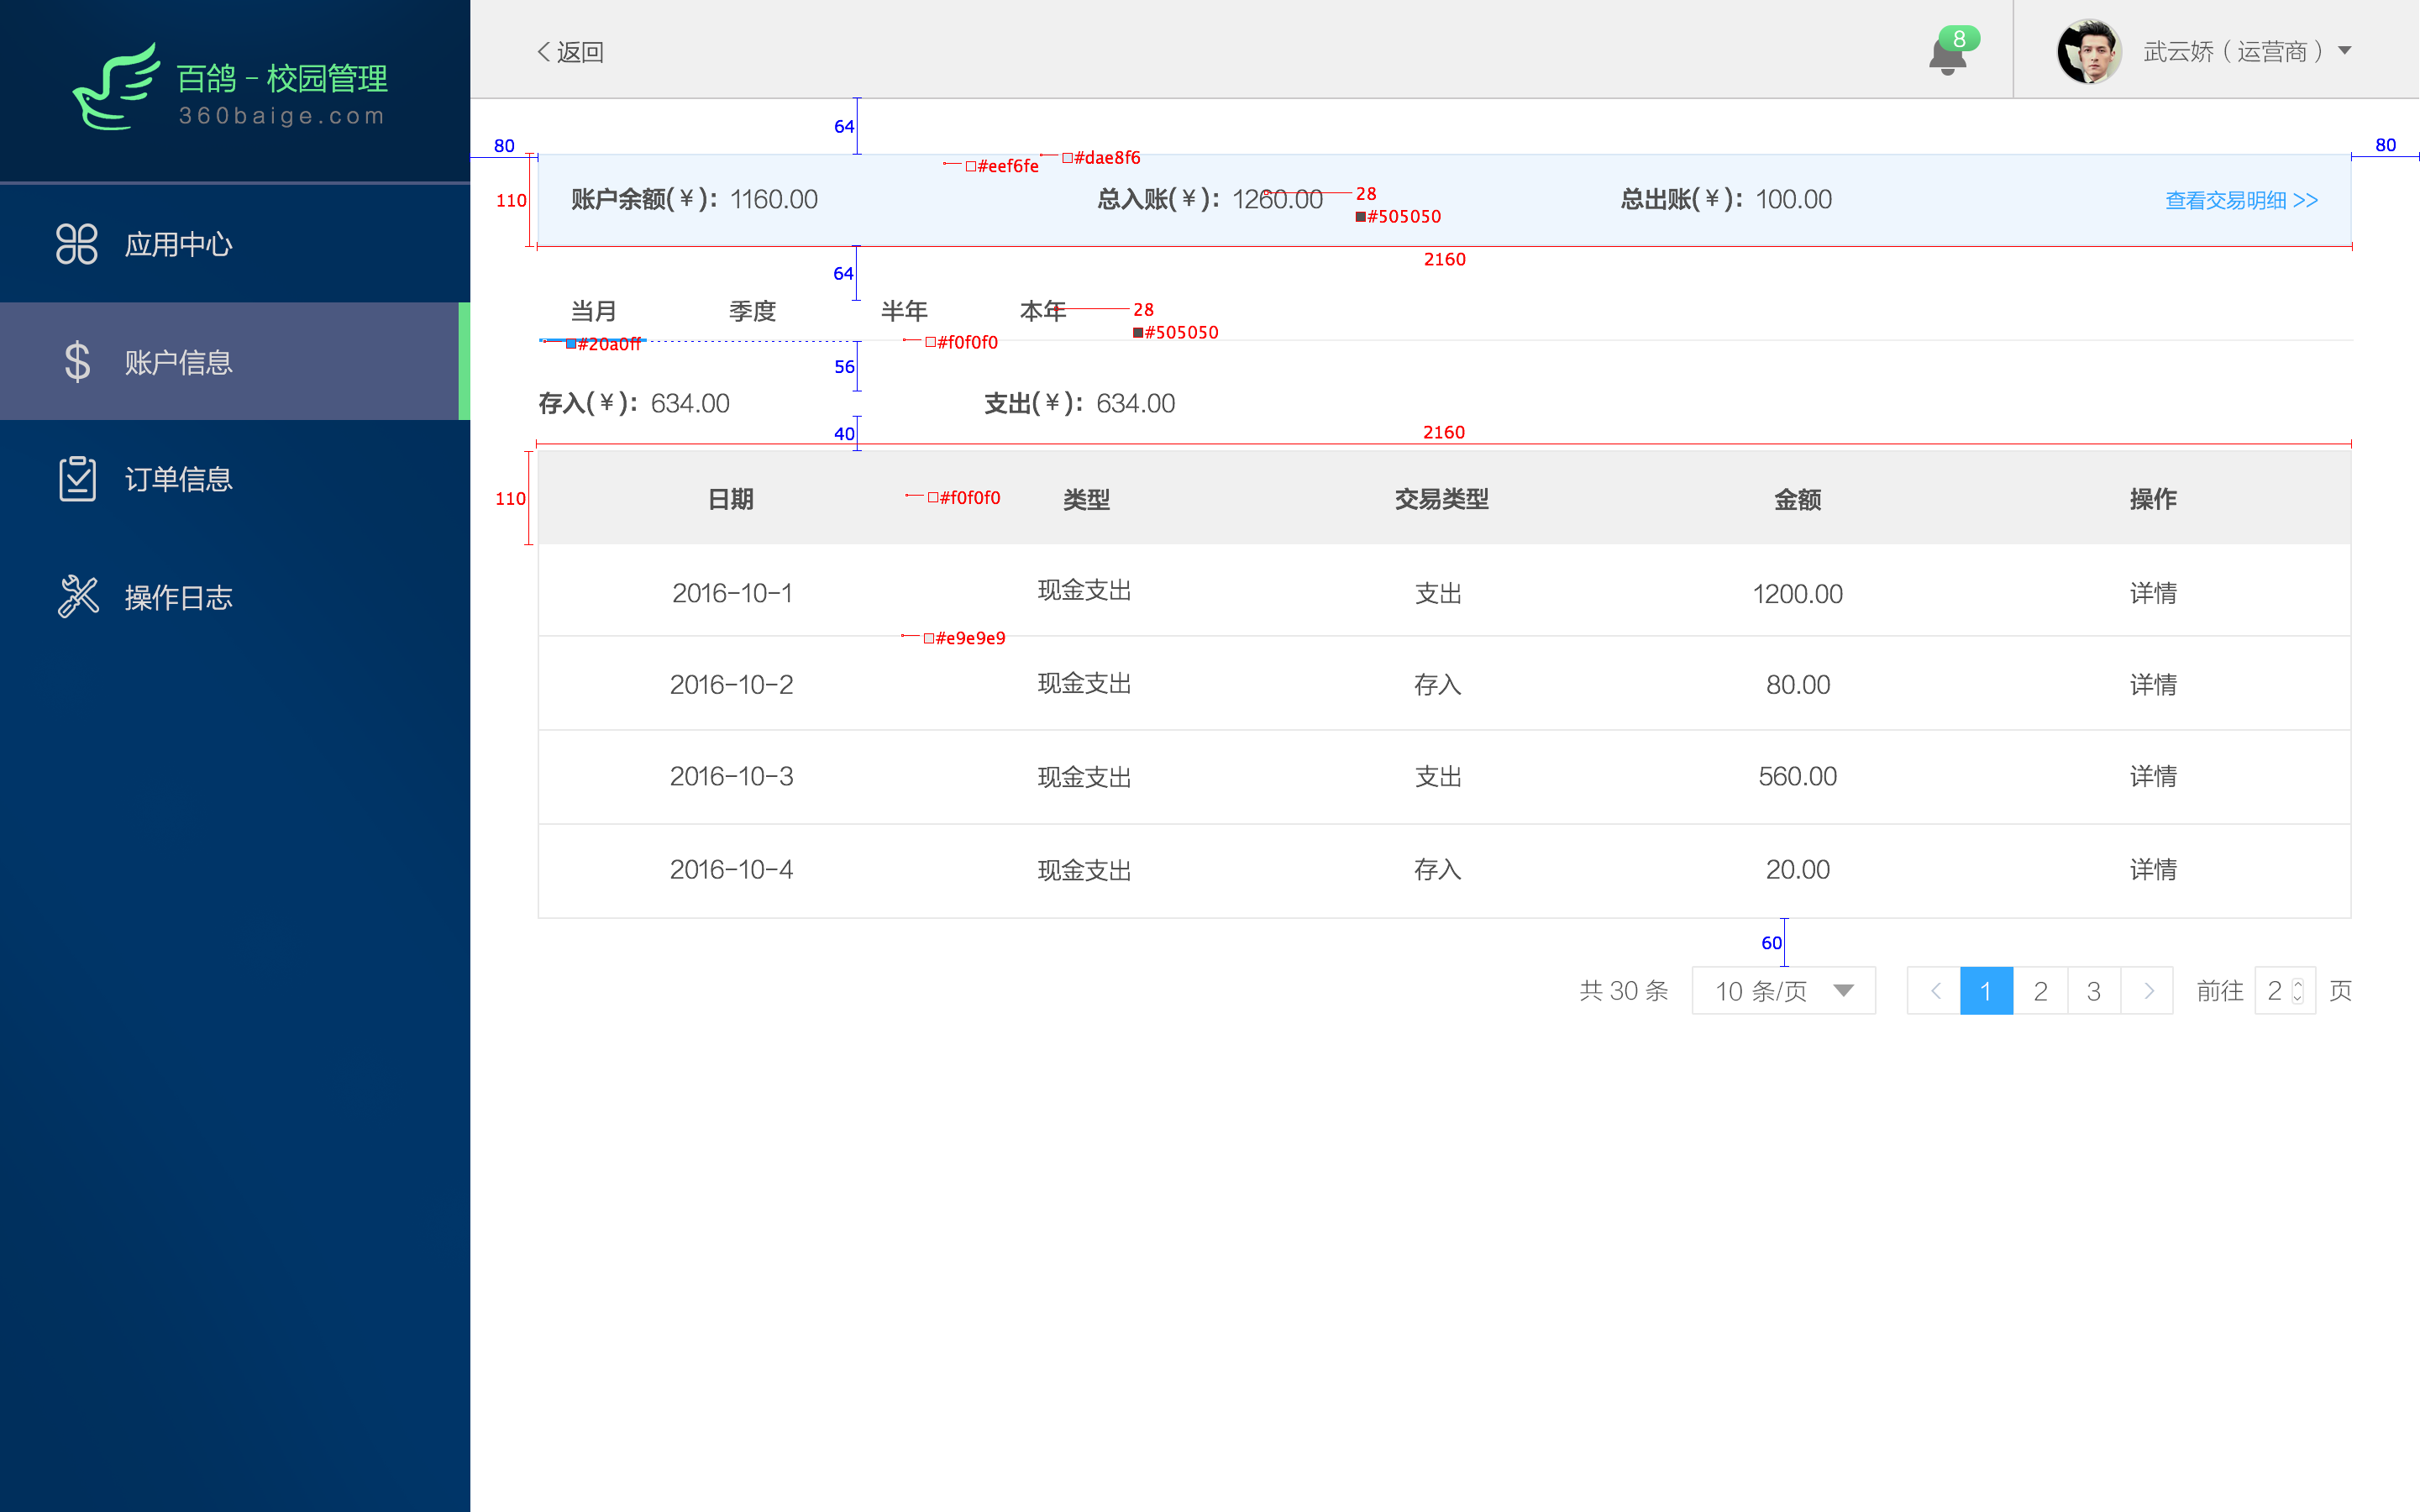 百鸽-校园管理
360baige.com
应用中心
账户信息
订单信息
操作日志
返回
8
武云娇（运营商）
64
80
80
#eef6fe
#dae8f6
110
账户余额(¥): 1160.00
总入账(¥): 1260.00
28
#505050
总出账(¥): 100.00
查看交易明细 >>
2160
64
当月
季度
半年
本年
28
#505050
#20a0ff
#f0f0f0
56
存入(¥): 634.00
支出(¥): 634.00
40
2160
110
日期
#f0f0f0
类型
交易类型
金额
操作
2016-10-1
现金支出
支出
1200.00
详情
#e9e9e9
2016-10-2
现金支出
存入
80.00
详情
2016-10-3
现金支出
支出
560.00
详情
2016-10-4
现金支出
存入
20.00
详情
60
共 30 条
10 条/页
<
1
2
3
>
前往
2
页